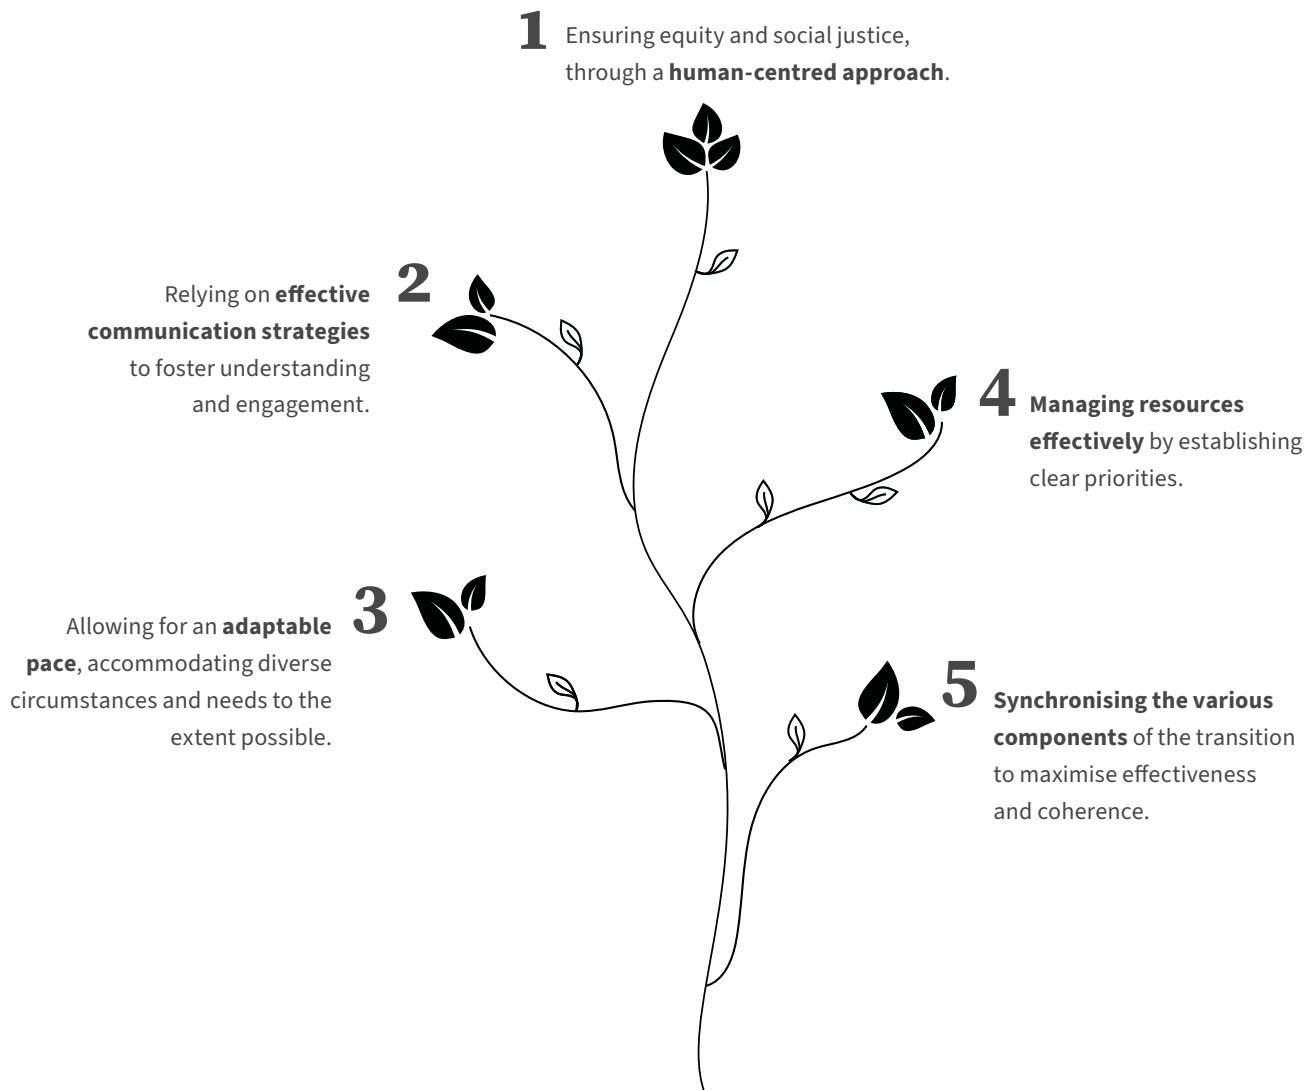 1
Ensuring equity and social justice,
through a human-centred approach.
2
Relying on effective
communication strategies
to foster understanding
and engagement.
3
Allowing for an adaptable
pace, accommodating diverse
circumstances and needs to the
extent possible.
4
Managing resources
effectively by establishing
clear priorities.
5
Synchronising the various
components of the transition
to maximise effectiveness
and coherence.